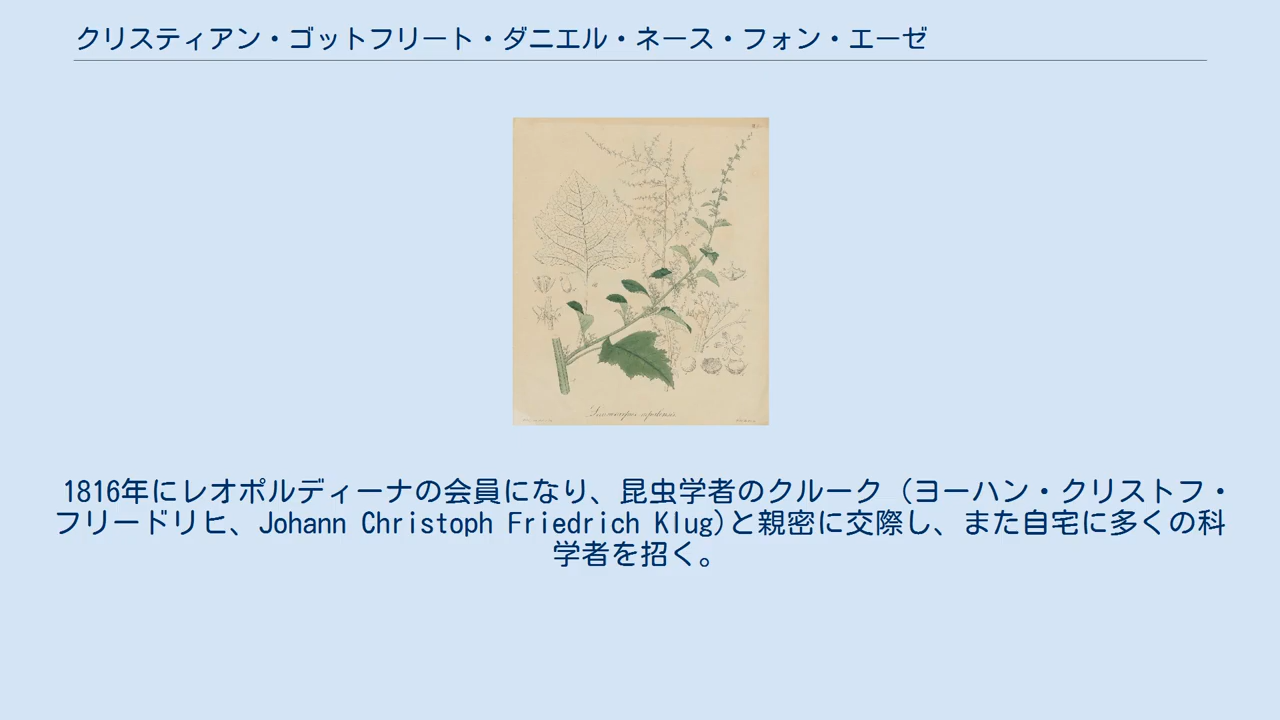 クリスティアン・ゴットフリート・ダニエル・ネース・フォン・エーゼ
1816年にレオポルディーナの会員になり、昆虫学者のクルーク（ヨーハン・クリストフ・
フリードリヒ、Johann Christoph Friedrich Klug)と親密に交際し、また自宅に多くの科
学者を招く。